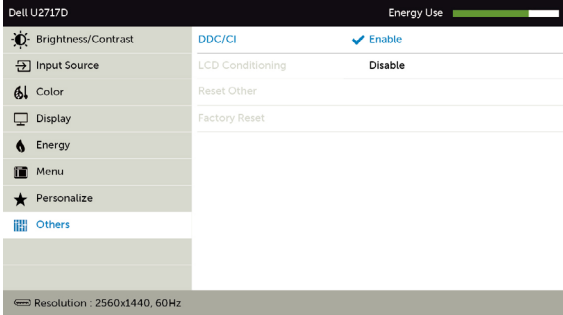 Dell U2717D Energy Use
Brightness/Contrast DDC/CI Enable
Input Source LCD Conditioning Disable
Color Reset Other
Display Factory Reset
Energy
Menu
Personalize
Others
Resolution : 2560x1440, 60Hz